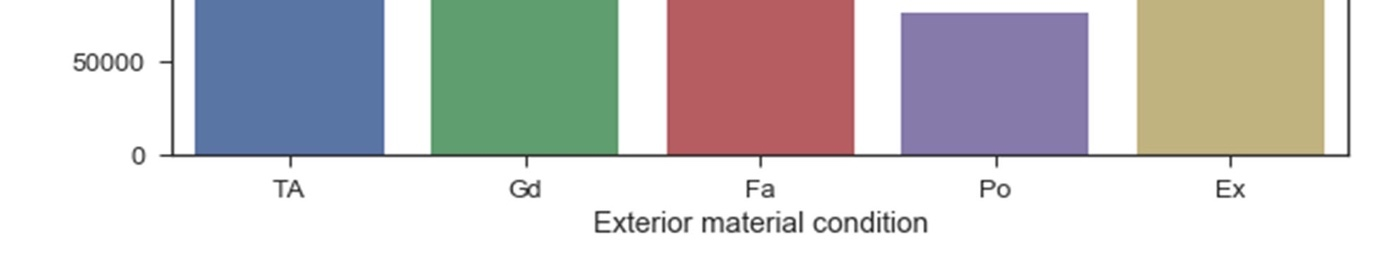 50000
0
TA Gd Fa Po Ex
Exterior material condition